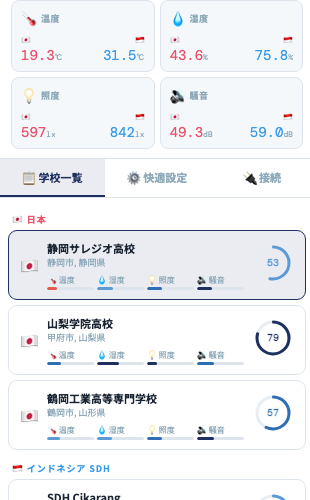 温度
19.3℃ 31.5℃
湿度
43.6% 75.8%
照度
597lx 842lx
騒音
49.3dB 59.0dB
学校一覧
快適設定
接続
日本
静岡サレジオ高校
静岡市, 静岡県
温度 湿度 照度 騒音
53
山梨学院高校
甲府市, 山梨県
温度 湿度 照度 騒音
79
鶴岡工業高等専門学校
鶴岡市, 山形県
温度 湿度 照度 騒音
57
インドネシア SDH
SDH Cikarang